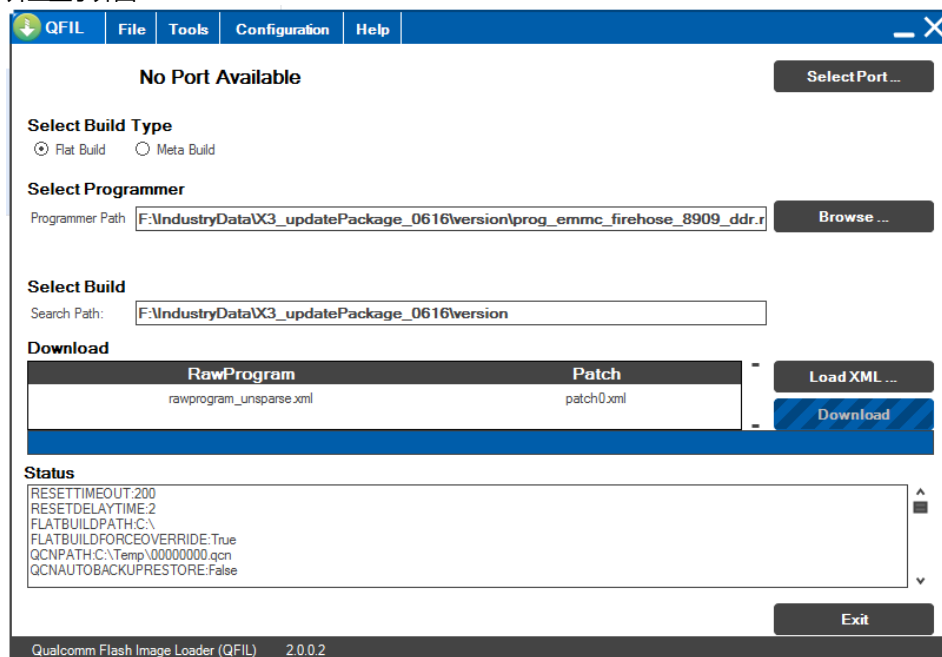 QFIL File Tools Configuration Help
No Port Available
Select Port ...
Select Build Type
Flat Build Meta Build
Select Programmer
Programmer Path F:\IndustryData\X3_updatePackage_0616\version\prog_emmc_firehose_8909_ddr.r
Browse ...
Select Build
Search Path: F:\IndustryData\X3_updatePackage_0616\version
Download
RawProgram Patch
Load XML ...
rawprogram_unsparse.xml patch0.xml
Download
Status
RESETTIMEOUT:200
RESETDELAYTIME:2
FLATBUILDPATH:C:\
FLATBUILDFORCEOVERRIDE:True
QCNPATH:C:\Temp\00000000.qcn
QCNAUTOBACKUPRESTORE:False
Exit
Qualcomm Flash Image Loader (QFIL) 2.0.0.2